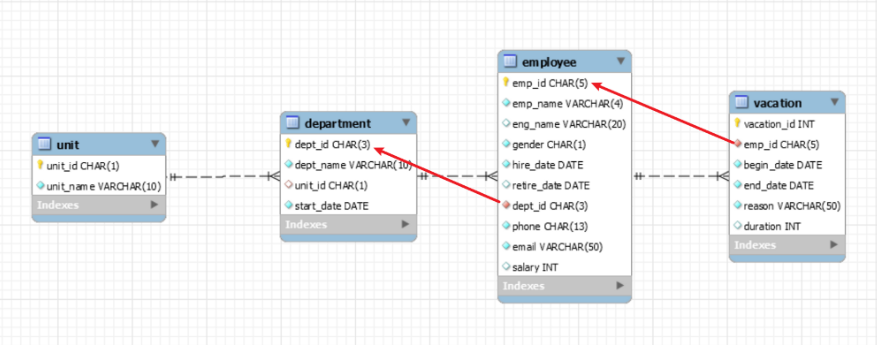 unit
unit_id CHAR(1)
unit_name VARCHAR(10)
Indexes
department
dept_id CHAR(3)
dept_name VARCHAR(10)
unit_id CHAR(1)
start_date DATE
Indexes
employee
emp_id CHAR(5)
emp_name VARCHAR(4)
eng_name VARCHAR(20)
gender CHAR(1)
hire_date DATE
retire_date DATE
dept_id CHAR(3)
phone CHAR(13)
email VARCHAR(50)
salary INT
Indexes
vacation
vacation_id INT
emp_id CHAR(5)
begin_date DATE
end_date DATE
reason VARCHAR(50)
duration INT
Indexes